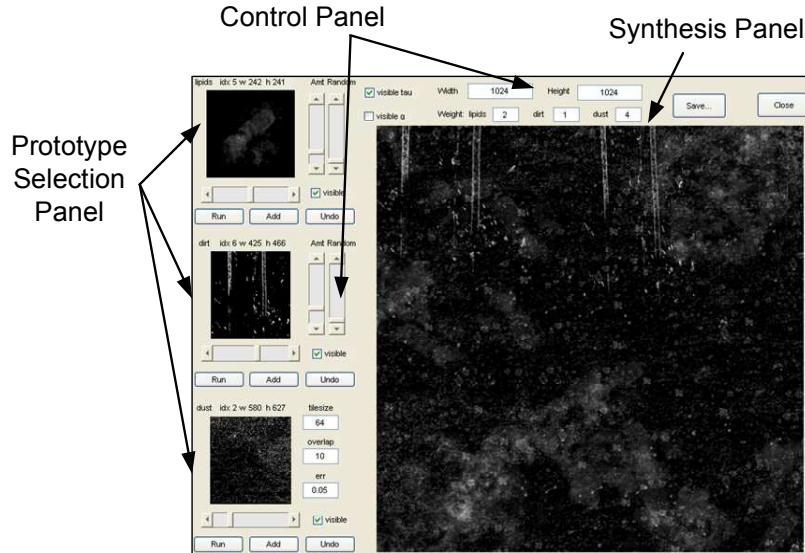 Control Panel
Synthesis Panel
Prototype
Selection
Panel
lipids idx 5 w 242 h 241 Amt Random
visible
Run Add Undo
dirt idx 6 w 425 h 466 Amt Random
visible
Run Add Undo
dust idx 2 w 580 h 627 tilesize
64
overlap
10
err
0.05
visible
Run Add Undo
visible tau Width 1024 Height 1024
visible α Weight: lipids 2 dirt 1 dust 4
Save... Close